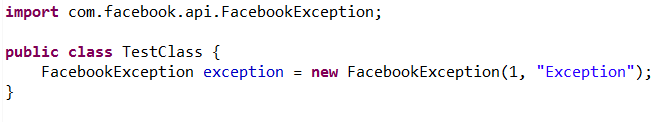 import com.facebook.api.FacebookException;
public class TestClass {
    FacebookException exception = new FacebookException(1, "Exception");
}